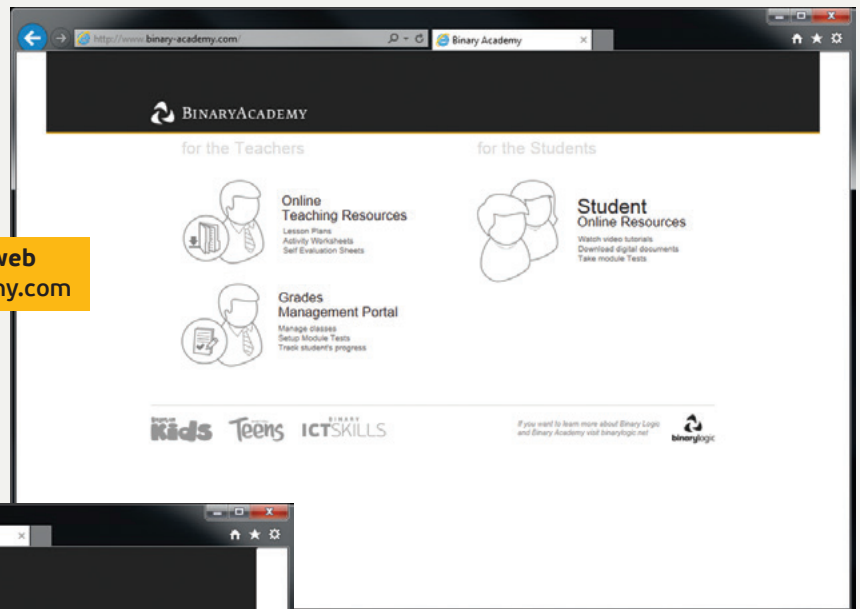 http://www.binary-academy.com/
Binary Academy
BINARYACADEMY
for the Teachers
for the Students
Online
Teaching Resources
Lesson Plans
Activity Worksheets
Self Evaluation Sheets
Student
Online Resources
Watch video tutorials
Download digital documents
Take module Tests
web
my.com
Grades
Management Portal
Manage classes
Setup Module Tests
Track student's progress
Kids
Teens
BINARY
ICTSKILLS
If you want to learn more about Binary Logic
and Binary Academy visit binarylogic.net
binarylogic